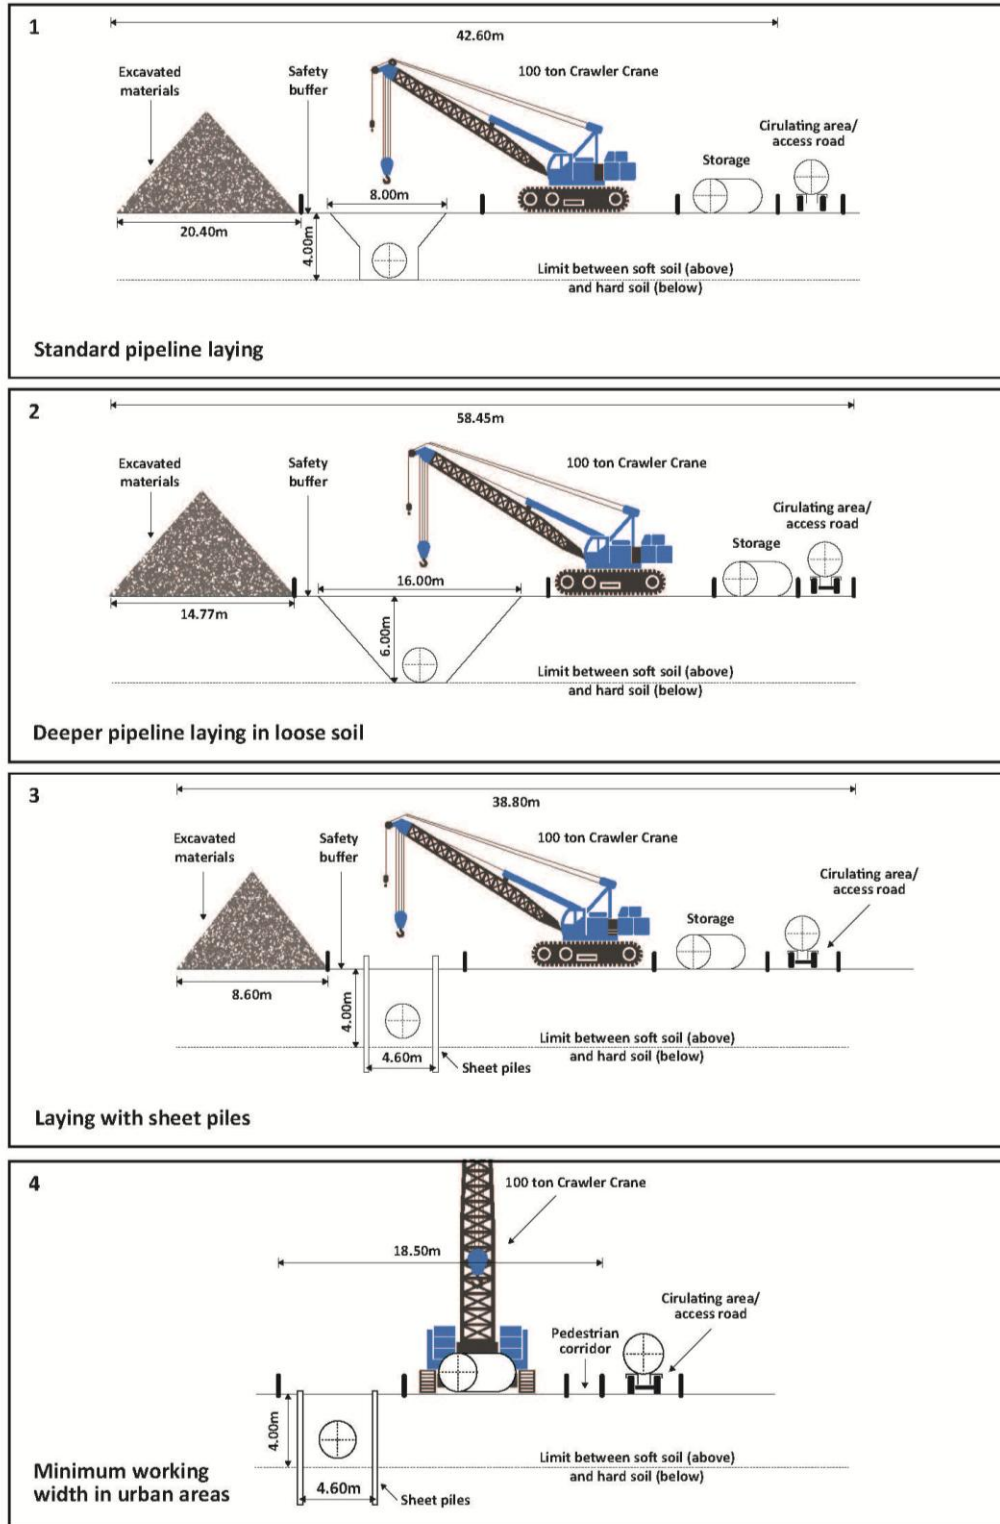 1
42.60m
Excavated
materials
Safety
buffer
100 ton Crawler Crane
Cirulating area/
access road
Storage
8.00m
20.40m
4.00m
Limit between soft soil (above)
and hard soil (below)
Standard pipeline laying
2
58.45m
Excavated
materials
Safety
buffer
100 ton Crawler Crane
Cirulating area/
access road
Storage
16.00m
14.77m
6.00m
Limit between soft soil (above)
and hard soil (below)
Deeper pipeline laying in loose soil
3
38.80m
Excavated
materials
Safety
buffer
100 ton Crawler Crane
Cirulating area/
access road
Storage
8.60m
4.00m
4.60m
Limit between soft soil (above)
and hard soil (below)
Sheet piles
Laying with sheet piles
4
100 ton Crawler Crane
18.50m
Cirulating area/
access road
Pedestrian
corridor
4.00m
Limit between soft soil (above)
and hard soil (below)
4.60m
Sheet piles
Minimum working
width in urban areas